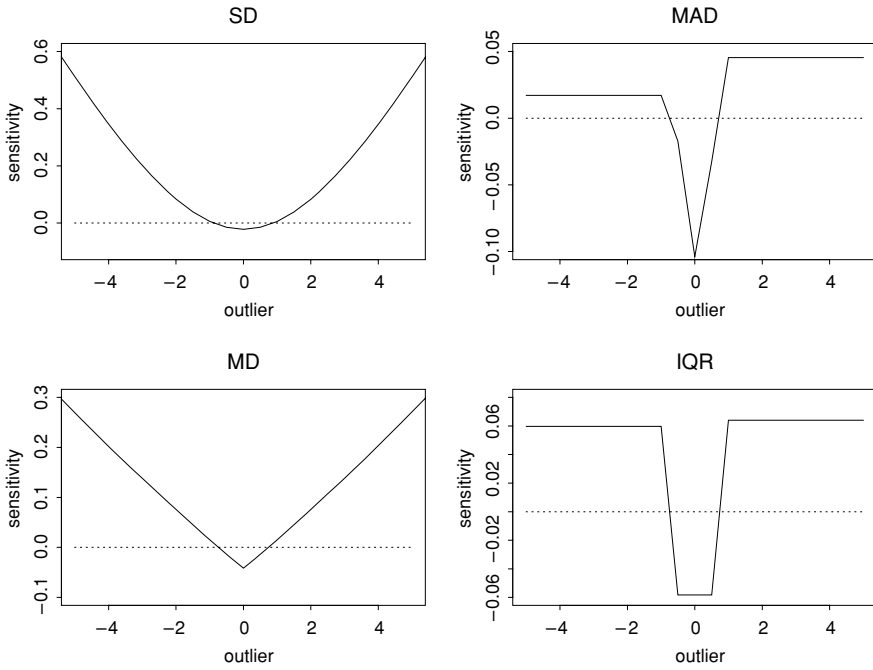 SD
0.6
0.4
0.2
0.0
sensitivity
−4 −2 0 2 4
outlier
MAD
0.05
0.0
−0.05
−0.10
sensitivity
−4 −2 0 2 4
outlier
MD
0.3
0.2
0.1
0.0
−0.1
sensitivity
−4 −2 0 2 4
outlier
IQR
0.06
0.02
−0.02
−0.06
sensitivity
−4 −2 0 2 4
outlier